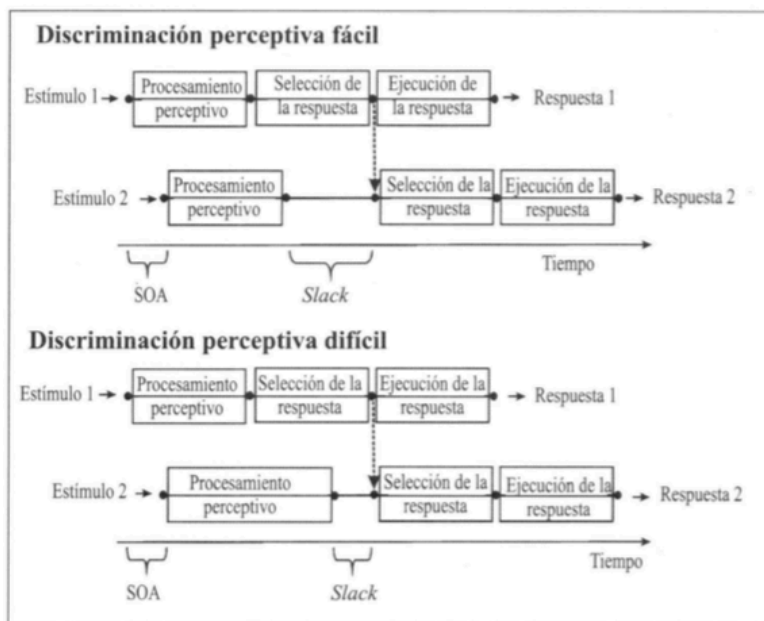 Discriminación perceptiva fácil
Estímulo 1
Procesamiento
perceptivo
Selección de
la respuesta
Ejecución de
la respuesta
Respuesta 1
Estímulo 2
Procesamiento
perceptivo
Selección de la
respuesta
Ejecución de la
respuesta
Respuesta 2
Tiempo
SOA
Slack
Discriminación perceptiva difícil
Estímulo 1
Procesamiento
perceptivo
Selección de la
respuesta
Ejecución de la
respuesta
Respuesta 1
Estímulo 2
Procesamiento
perceptivo
Selección de la
respuesta
Ejecución de la
respuesta
Respuesta 2
Tiempo
SOA
Slack